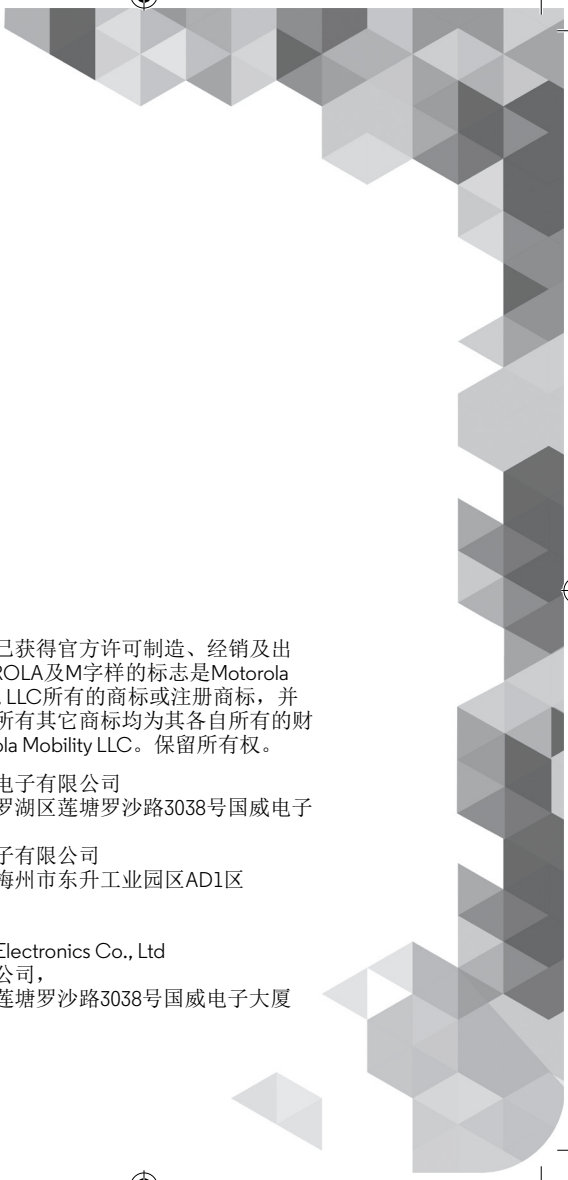 已获得官方许可制造、经销及出
ROLA及M字样的标志是Motorola
LLC所有的商标或注册商标，并
所有其它商标均为其各自所有的财
ola Mobility LLC。保留所有权。
电子有限公司
罗湖区莲塘罗沙路3038号国威电子
子有限公司
梅州市东升工业园区AD1区
Electronics Co., Ltd
公司，
莲塘罗沙路3038号国威电子大厦